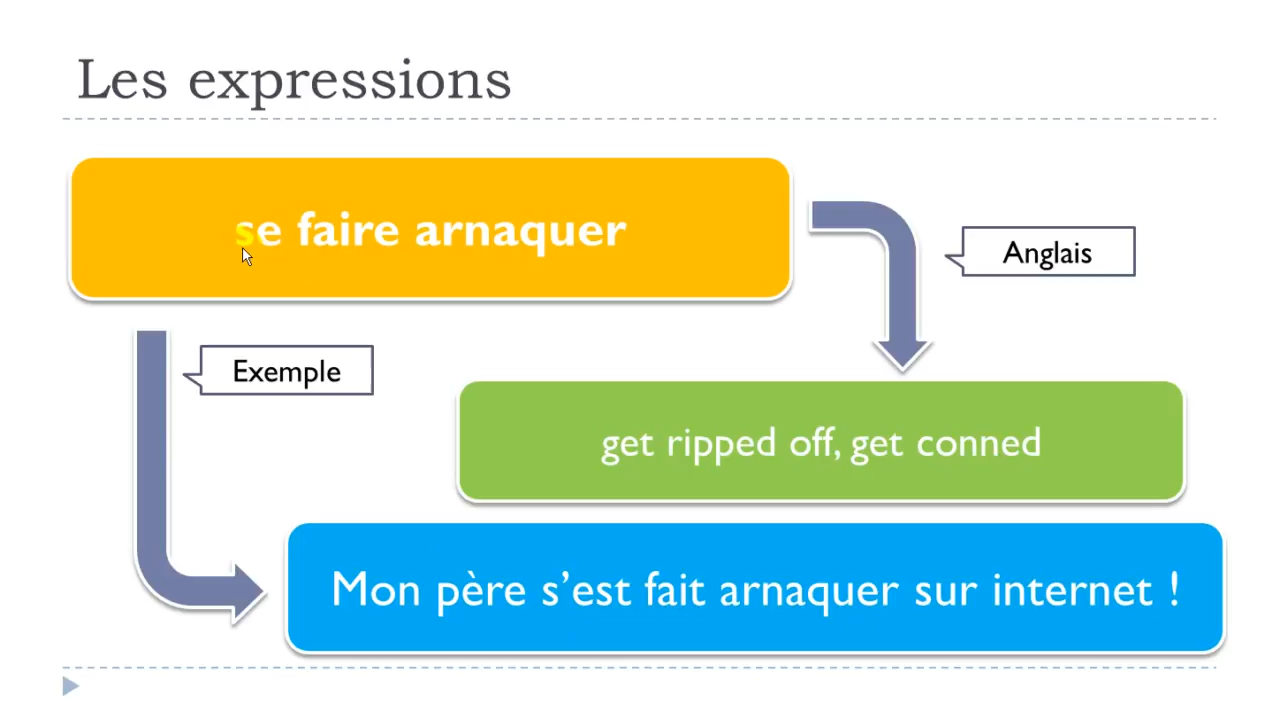 Les expressions
se faire arnaquer
Anglais
Exemple
get ripped off, get conned
Mon père s’est fait arnaquer sur internet !